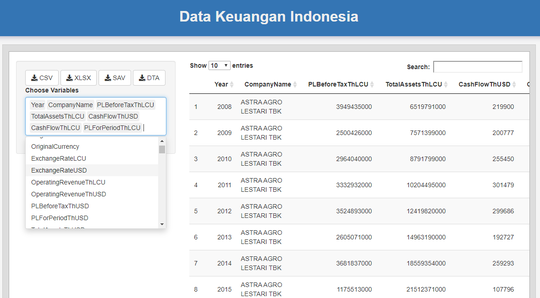 Data Keuangan Indonesia
CSV XLSX SAV DTA
Choose Variables
Year CompanyName PLBeforeTaxThLCU
TotalAssetsThLCU CashFlowThUSD
CashFlowThLCU PLForPeriodThLCU
OriginalCurrency
ExchangeRateLCU
ExchangeRateUSD
OperatingRevenueThLCU
OperatingRevenueThUSD
PLBeforeTaxThUSD
PLForPeriodThUSD
Show 10 entries
Search:
Year CompanyName PLBeforeTaxThLCU TotalAssetsThLCU CashFlowThUSD
1 2008 ASTRA AGRO LESTARI TBK 3949435000 6519791000 219900
2 2009 ASTRA AGRO LESTARI TBK 2500426000 7571399000 200777
3 2010 ASTRA AGRO LESTARI TBK 2964040000 8791799000 255450
4 2011 ASTRA AGRO LESTARI TBK 3332932000 10204495000 301479
5 2012 ASTRA AGRO LESTARI TBK 3524893000 12419820000 299686
6 2013 ASTRA AGRO LESTARI TBK 2605071000 14963190000 192727
7 2014 ASTRA AGRO LESTARI TBK 3681837000 18559354000 259293
8 2015 ASTRA AGRO LESTARI TBK 1175513000 21512371000 107796